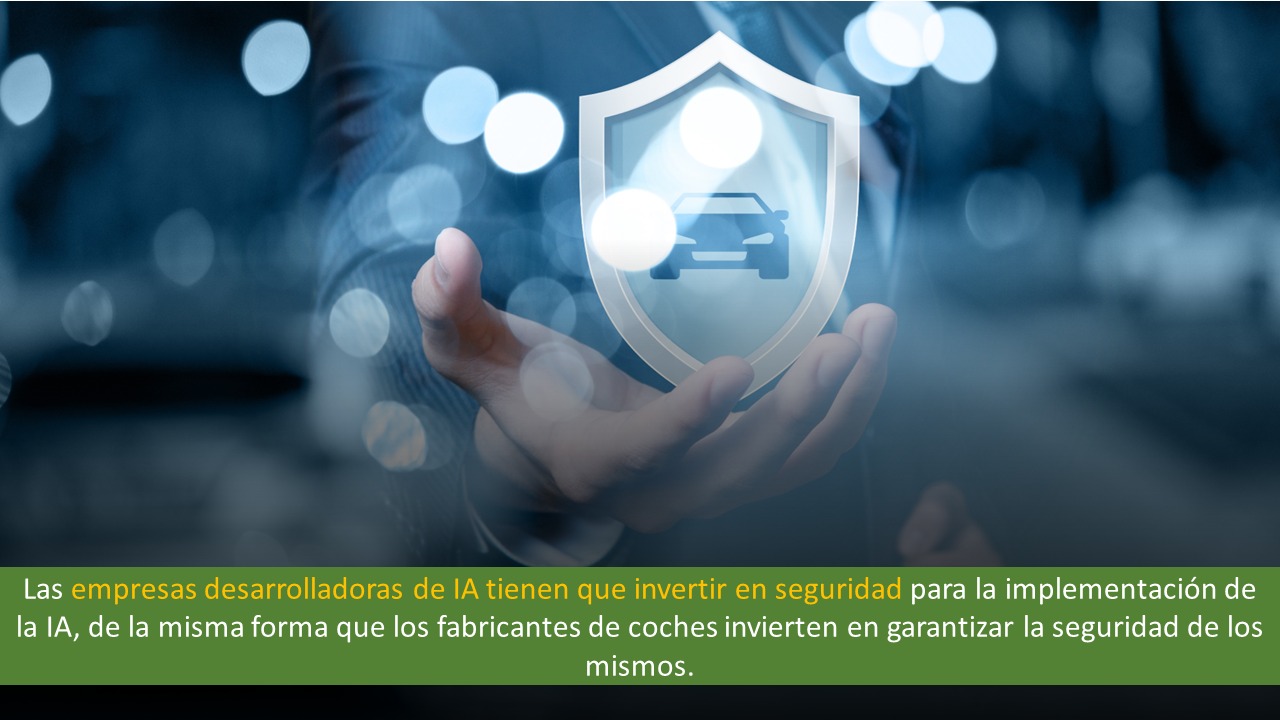 Las empresas desarrolladoras de IA tienen que invertir en seguridad para la implementación de
la IA, de la misma forma que los fabricantes de coches invierten en garantizar la seguridad de los
mismos.